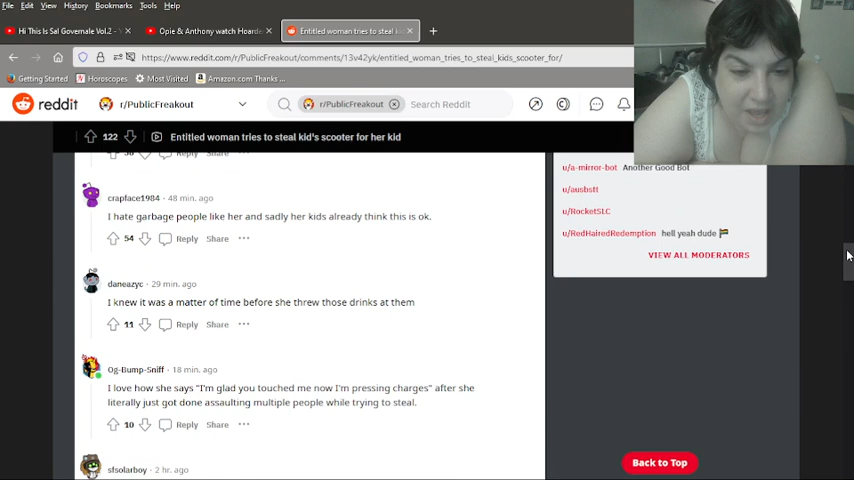 File Edit View History Bookmarks Tools Help
Hi This Is Sal Governale Vol.2 - Y
Opie & Anthony watch Hoarde
Entitled woman tries to steal kid
https://www.reddit.com/r/PublicFreakout/comments/13v42yk/entitled_woman_tries_to_steal_kids_scooter_for/
Getting Started Horoscopes Most Visited Amazon.com Thanks ...
reddit r/PublicFreakout r/PublicFreakout Search Reddit
122 Entitled woman tries to steal kid's scooter for her kid
Reply Share ...
crapface1984 · 48 min. ago
I hate garbage people like her and sadly her kids already think this is ok.
54 Reply Share ...
daneazyc · 29 min. ago
I knew it was a matter of time before she threw those drinks at them
11 Reply Share ...
Og-Bump-Sniff · 18 min. ago
I love how she says "I'm glad you touched me now I'm pressing charges" after she
literally just got done assaulting multiple people while trying to steal.
10 Reply Share ...
sfsolarboy · 2 hr. ago
u/a-mirror-bot Another Good Bot
u/ausbstt
u/RocketSLC
u/RedHairedRedemption hell yeah dude
VIEW ALL MODERATORS
Back to Top